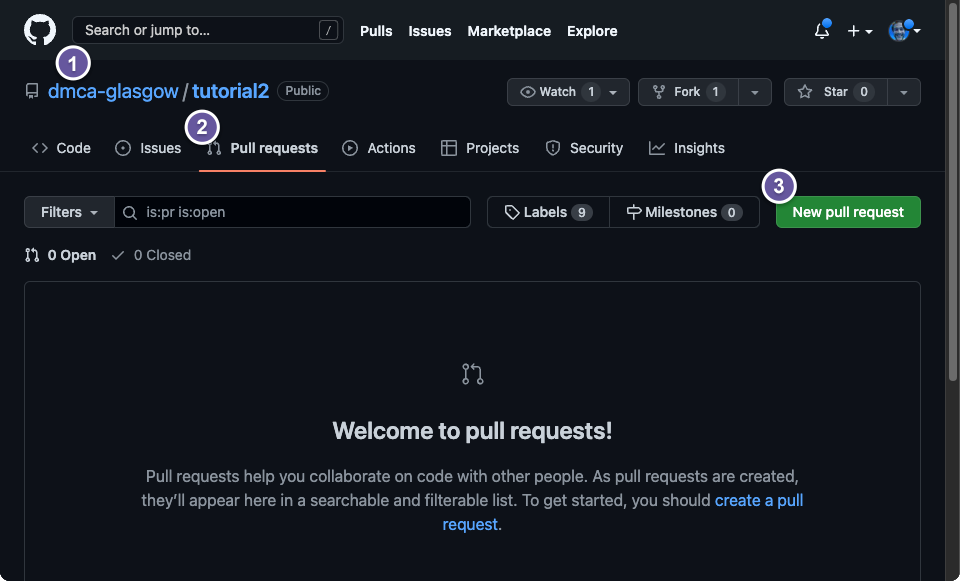 Search or jump to... / Pulls Issues Marketplace Explore
1
dmca-glasgow / tutorial2 Public Watch 1 Fork 1 Star 0
2
Code Issues Pull requests Actions Projects Security Insights
3
Filters is:pr is:open Labels 9 Milestones 0 New pull request
0 Open 0 Closed
Welcome to pull requests!
Pull requests help you collaborate on code with other people. As pull requests are created,
they’ll appear here in a searchable and filterable list. To get started, you should create a pull
request.